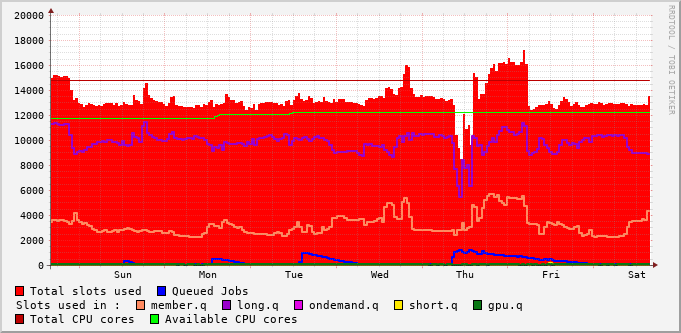 20000
18000
16000
14000
12000
10000
8000
6000
4000
2000
0
Sun Mon Tue Wed Thu Fri Sat
RRDTOOL / TOBI OETIKER
Total slots used Queued Jobs
Slots used in : member.q long.q ondemand.q short.q gpu.q
Total CPU cores Available CPU cores